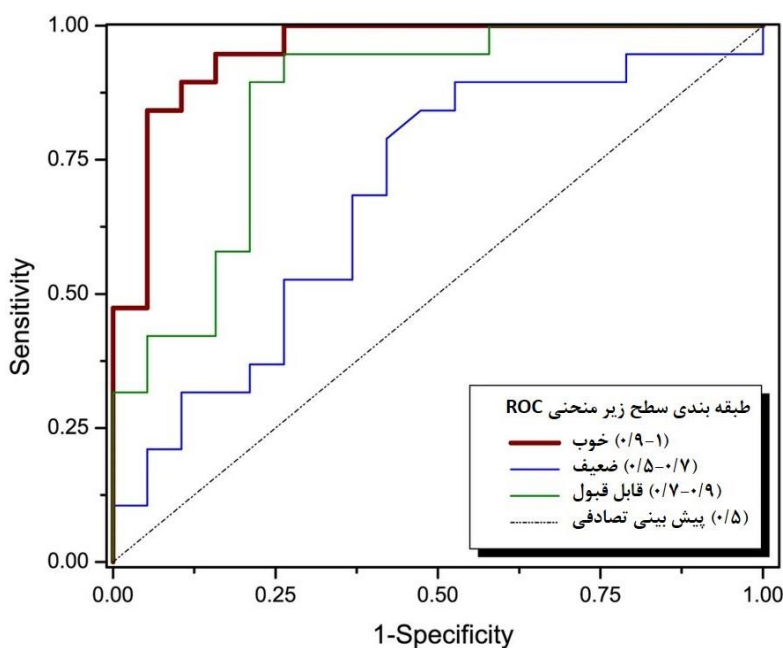 1.00
0.75
0.50
0.25
0.00
Sensitivity
طبقه بندی سطح زیر منحنی ROC
خوب (۰/۹-۱)
ضعیف (۰/۵-۰/۷)
قابل قبول (۰/۷-۰/۹)
پیش بینی تصادفی (۰/۵)
0.00 0.25 0.50 0.75 1.00
1-Specificity